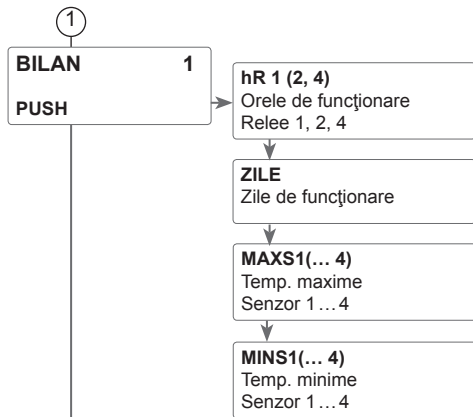 1
BILAN 1
PUSH
hR 1 (2, 4)
Orele de funcţionare
Relee 1, 2, 4
ZILE
Zile de funcţionare
MAXS1(… 4)
Temp. maxime
Senzor 1…4
MINS1(… 4)
Temp. minime
Senzor 1…4